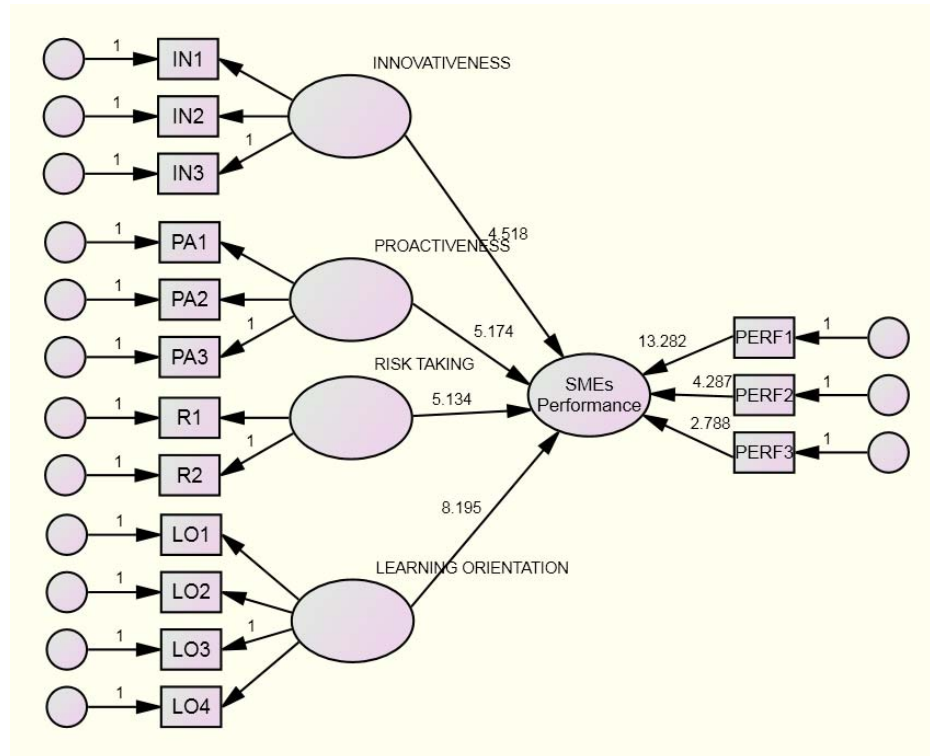 INNOVATIVENESS
1
IN1
1
IN2
1
1
IN3
4.518
PROACTIVENESS
1
PA1
1
PA2
1
1
PA3
5.174
RISK TAKING
1
R1
5.134
1
1
R2
LEARNING ORIENTATION
1
LO1
1
LO2
1
1
LO3
1
LO4
8.195
SMEs
Performance
13.282
PERF1
1
4.287
PERF2
1
2.788
PERF3
1